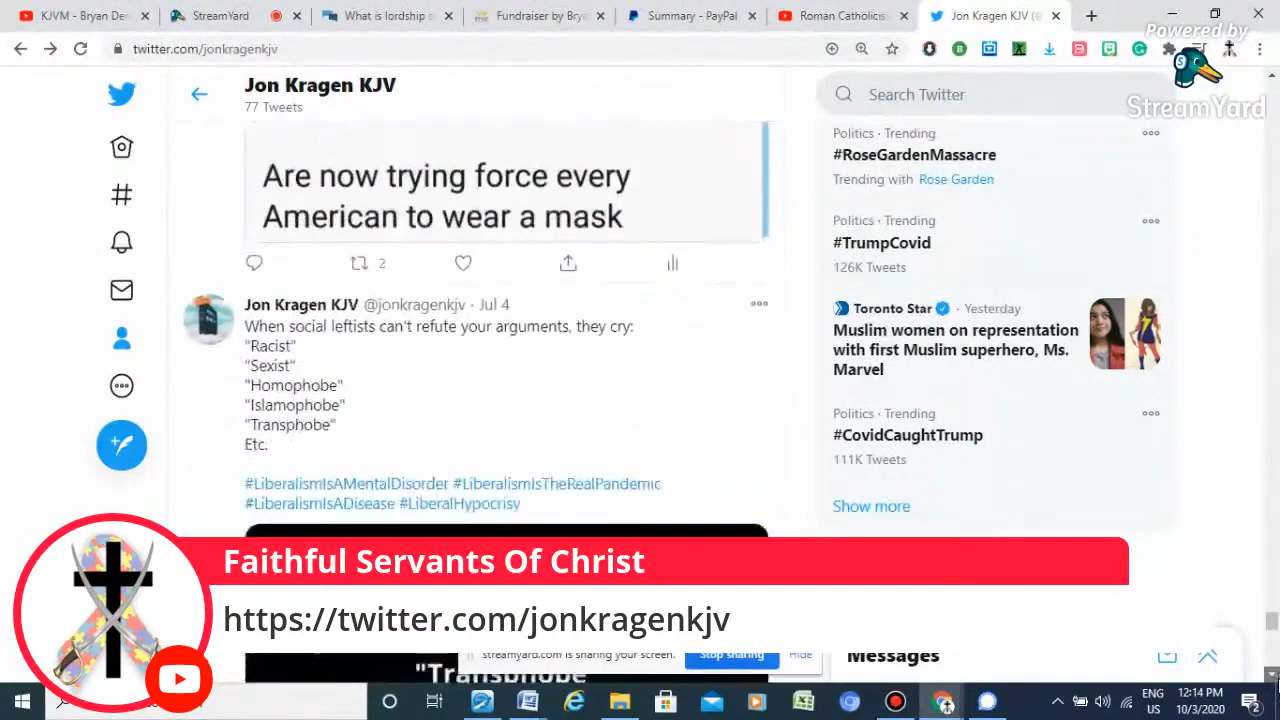 KJVM - Bryan Denn
StreamYard
What is lordship s
Fundraiser by Brye
Summary - PayPal
Roman Catholics
Jon Kragen KJV (@
Powered by
twitter.com/jonkragenkjv
StreamYard
Jon Kragen KJV
77 Tweets
Search Twitter
Are now trying force every
American to wear a mask
2
Jon Kragen KJV @jonkragenkjv · Jul 4
When social leftists can't refute your arguments, they cry:
"Racist"
"Sexist"
"Homophobe"
"Islamophobe"
"Transphobe"
Etc.
#LiberalismIsAMentalDisorder #LiberalismIsTheRealPandemic
#LiberalismIsADisease #LiberalHypocrisy
Politics · Trending
#RoseGardenMassacre
Trending with Rose Garden
Politics · Trending
#TrumpCovid
126K Tweets
Toronto Star · Yesterday
Muslim women on representation
with first Muslim superhero, Ms.
Marvel
Politics · Trending
#CovidCaughtTrump
111K Tweets
Show more
Faithful Servants Of Christ
https://twitter.com/jonkragenkjv
streamyard.com is sharing your screen.
Stop sharing
Hide
Messages
"Transphobe
ENG
US
12:14 PM
10/3/2020
2